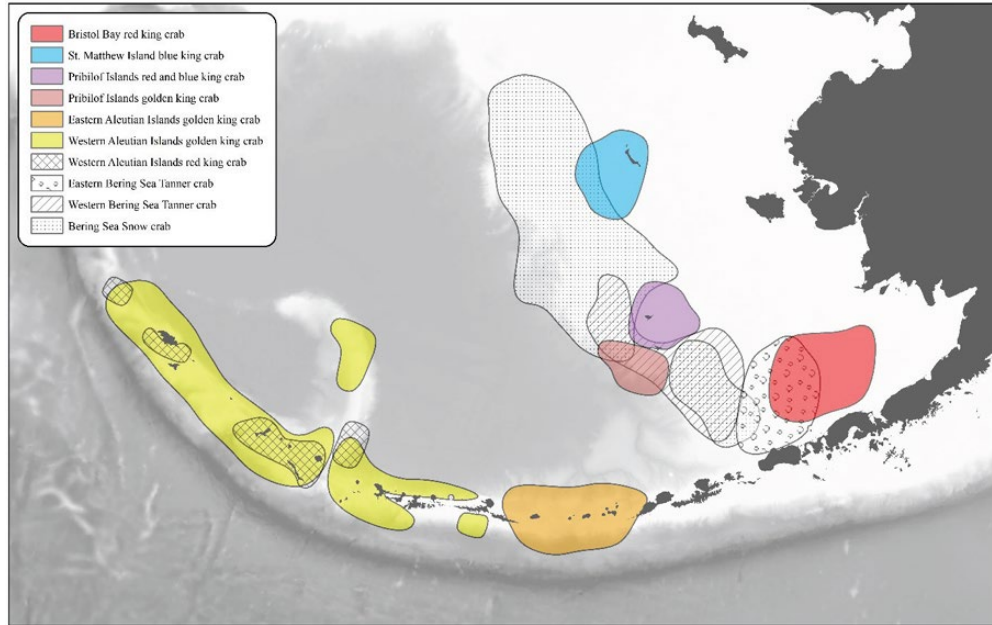 Bristol Bay red king crab
St. Matthew Island blue king crab
Pribilof Islands red and blue king crab
Pribilof Islands golden king crab
Eastern Aleutian Islands golden king crab
Western Aleutian Islands golden king crab
Western Aleutian Islands red king crab
Eastern Bering Sea Tanner crab
Western Bering Sea Tanner crab
Bering Sea Snow crab